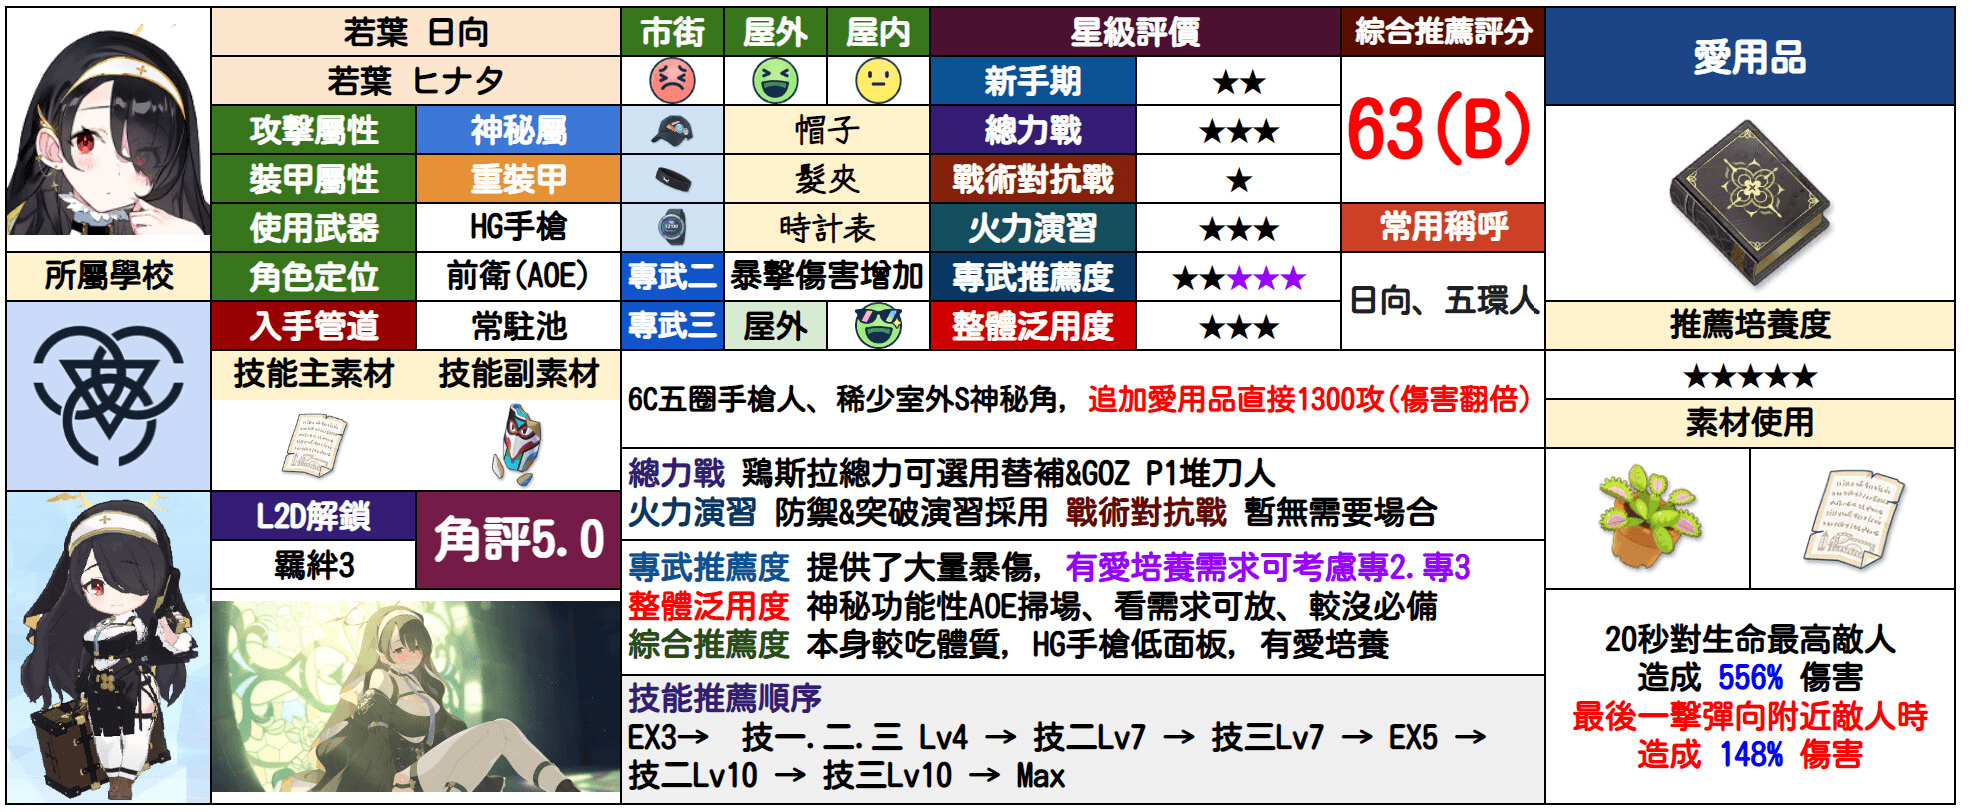 若葉 日向
若葉 ヒナタ
市街
屋外
屋内
星級評價
綜合推薦評分
愛用品
新手期
★★
63(B)
攻擊屬性
神秘屬
帽子
總力戰
★★★
裝甲屬性
重裝甲
髮夾
戰術對抗戰
★
使用武器
HG手槍
時計表
火力演習
★★★
常用稱呼
所屬學校
角色定位
前衛(AOE)
專武二
暴擊傷害增加
專武推薦度
★★★★★
日向、五環人
入手管道
常駐池
專武三
屋外
整體泛用度
★★★
推薦培養度
★★★★★
技能主素材
技能副素材
6C五圈手槍人、稀少室外S神秘角，追加愛用品直接1300攻(傷害翻倍)
素材使用
總力戰 鶏斯拉總力可選用替補&GOZ P1堆刀人
火力演習 防禦&突破演習採用 戰術對抗戰 暫無需要場合
L2D解鎖
羈絆3
角評5.0
專武推薦度 提供了大量暴傷，有愛培養需求可考慮專2.專3
整體泛用度 神秘功能性AOE掃場、看需求可放、較沒必備
綜合推薦度 本身較吃體質，HG手槍低面板，有愛培養
技能推薦順序
EX3→ 技一.二.三 Lv4 → 技二Lv7 → 技三Lv7 → EX5 →
技二Lv10 → 技三Lv10 → Max
20秒對生命最高敵人
造成 556% 傷害
最後一擊彈向附近敵人時
造成 148% 傷害